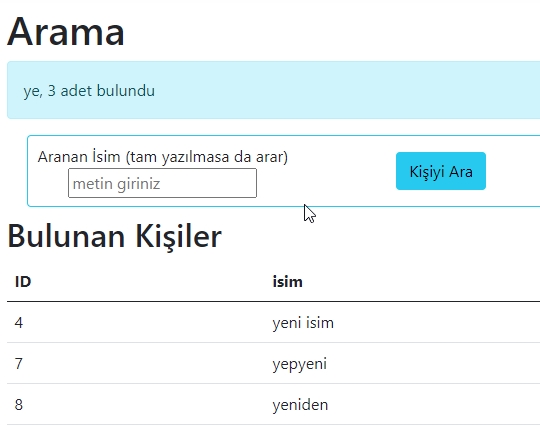 Arama
ye, 3 adet bulundu
Aranan İsim (tam yazılmasa da arar)
metin giriniz
Kişiyi Ara
Bulunan Kişiler
ID isim
4 yeni isim
7 yepyeni
8 yeniden